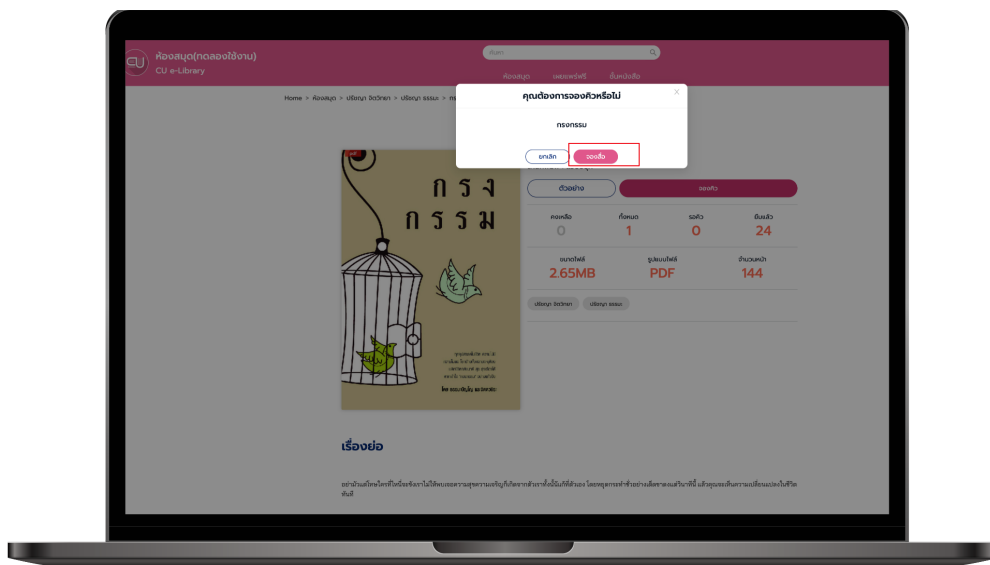 ห้องสมุด(ทดลองใช้งาน)
CU e-Library
ค้นหา
ห้องสมุด เผยแพร่ฟรี ชั้นหนังสือ
Home > ห้องสมุด > ปรัชญา จิตวิทยา > ปรัชญา ธรรมะ >
คุณต้องการจองคิวหรือไม่
X
กรงกรรม
ยกเลิก จองสื่อ
กรง
กรรม
ตัวอย่าง จองคิว
คงเหลือ ทั้งหมด รอคิว ยืมแล้ว
0 1 0 24
ขนาดไฟล์ รูปแบบไฟล์ จำนวนหน้า
2.65MB PDF 144
ปรัชญา จิตวิทยา ปรัชญา ธรรมะ
เรื่องย่อ